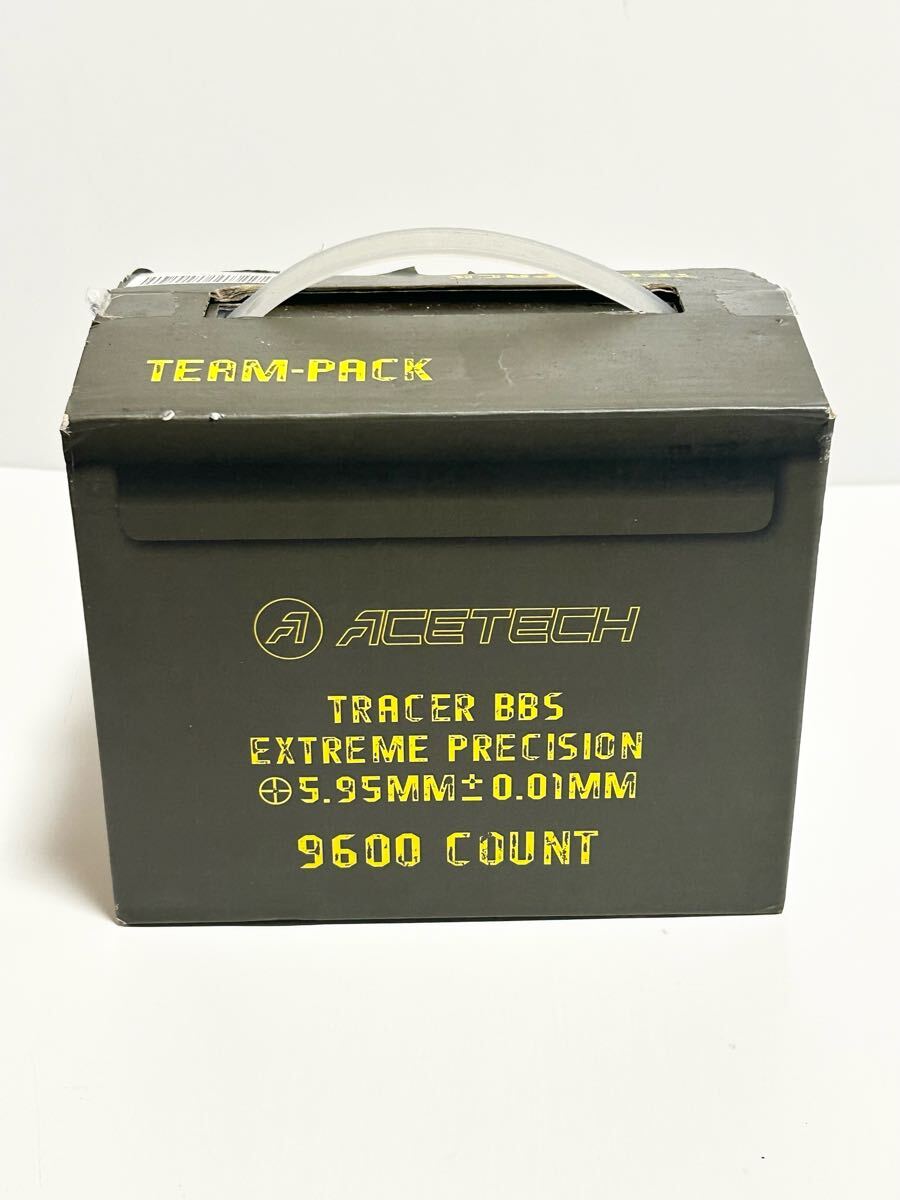 TEAM-PACK
A ACETECH
TRACER BBS
EXTREME PRECISION
⌖5.95MM±0.01MM
9600 COUNT